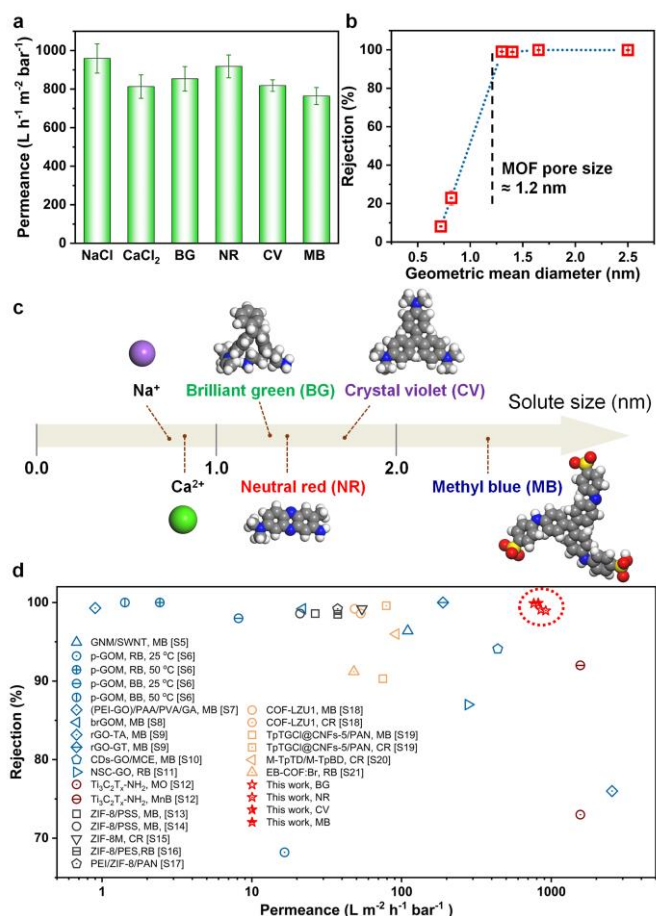 a
Permeance (L h⁻¹ m⁻² bar⁻¹)
1000
800
600
400
200
0
NaCl CaCl₂ BG NR CV MB
b
Rejection (%)
100
80
60
40
20
0
MOF pore size
≈ 1.2 nm
0.5 1.0 1.5 2.0 2.5
Geometric mean diameter (nm)
c
Na⁺
Brilliant green (BG)
Crystal violet (CV)
Solute size (nm)
0.0 1.0 2.0
Ca²⁺
Neutral red (NR)
Methyl blue (MB)
d
Rejection (%)
100
90
80
70
GNM/SWNT, MB [S5]
p-GOM, RB, 25 °C [S6]
p-GOM, RB, 50 °C [S6]
p-GOM, BB, 25 °C [S6]
p-GOM, BB, 50 °C [S6]
(PEI-GO)/PAA/PVA/GA, MB [S7]
brGOM, MB [S8]
rGO-TA, MB [S9]
rGO-GT, MB [S9]
CDs-GO/MCE, MB [S10]
NSC-GO, RB [S11]
Ti₃C₂Tₓ-NH₂, MO [S12]
Ti₃C₂Tₓ-NH₂, MnB [S12]
ZIF-8/PSS, MB, [S13]
ZIF-8/PSS, MB, [S14]
ZIF-8M, CR [S15]
ZIF-8/PES,RB [S16]
PEI/ZIF-8/PAN [S17]
COF-LZU1, MB [S18]
COF-LZU1, CR [S18]
TpTGCl@CNFs-5/PAN, MB [S19]
TpTGCl@CNFs-5/PAN, CR [S19]
M-TpTD/M-TpBD, CR [S20]
EB-COF:Br, RB [S21]
This work, BG
This work, NR
This work, CV
This work, MB
1 10 100 1000
Permeance (L m⁻² h⁻¹ bar⁻¹)